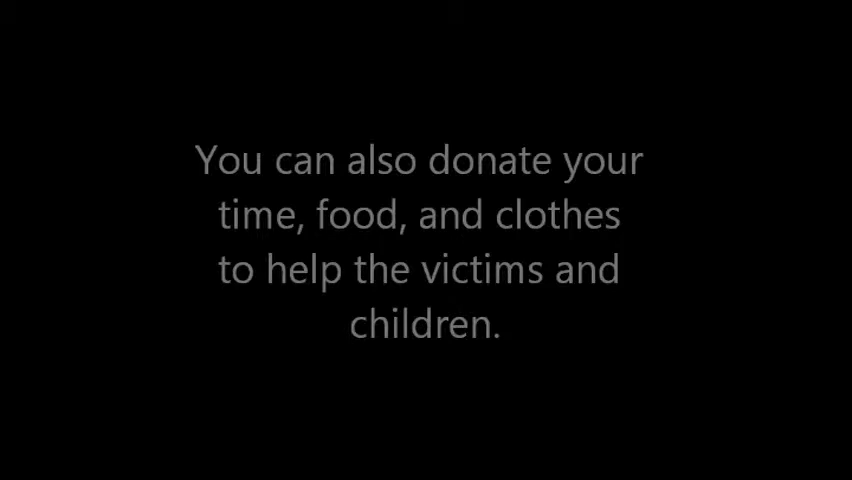 You can also donate your
time, food, and clothes
to help the victims and
children.